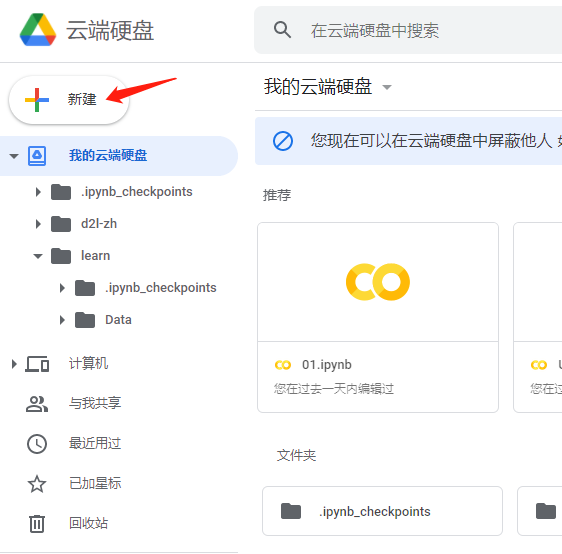 云端硬盘
在云端硬盘中搜索
新建
我的云端硬盘
.ipynb_checkpoints
d2l-zh
learn
.ipynb_checkpoints
Data
计算机
与我共享
最近用过
已加星标
回收站
我的云端硬盘
您现在可以在云端硬盘中屏蔽他人
推荐
01.ipynb
您在过去一天内编辑过
您在过
文件夹
.ipynb_checkpoints